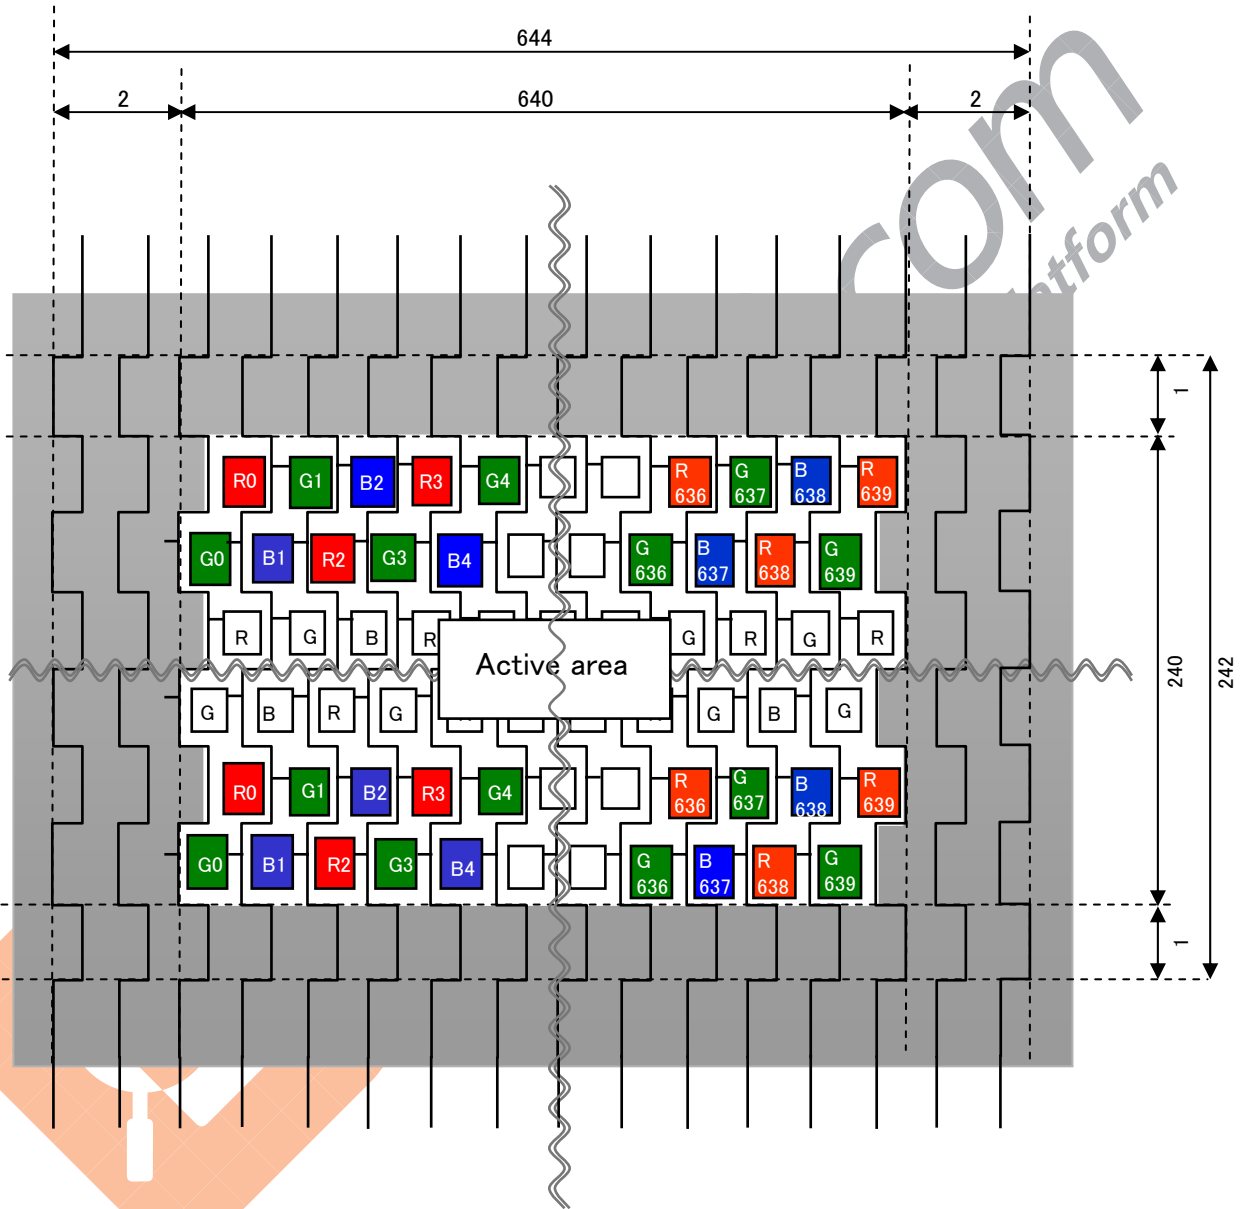 644
2 640 2
com
tform
1
R0 G1 B2 R3 G4 R 636 G 637 B 638 R 639
G0 B1 R2 G3 B4 G 636 B 637 R 638 G 639
R G B R G R G R
Active area
240
242
G B R G G B G
R0 G1 B2 R3 G4 R 636 G 637 B 638 R 639
G0 B1 R2 G3 B4 G 636 B 637 R 638 G 639
1